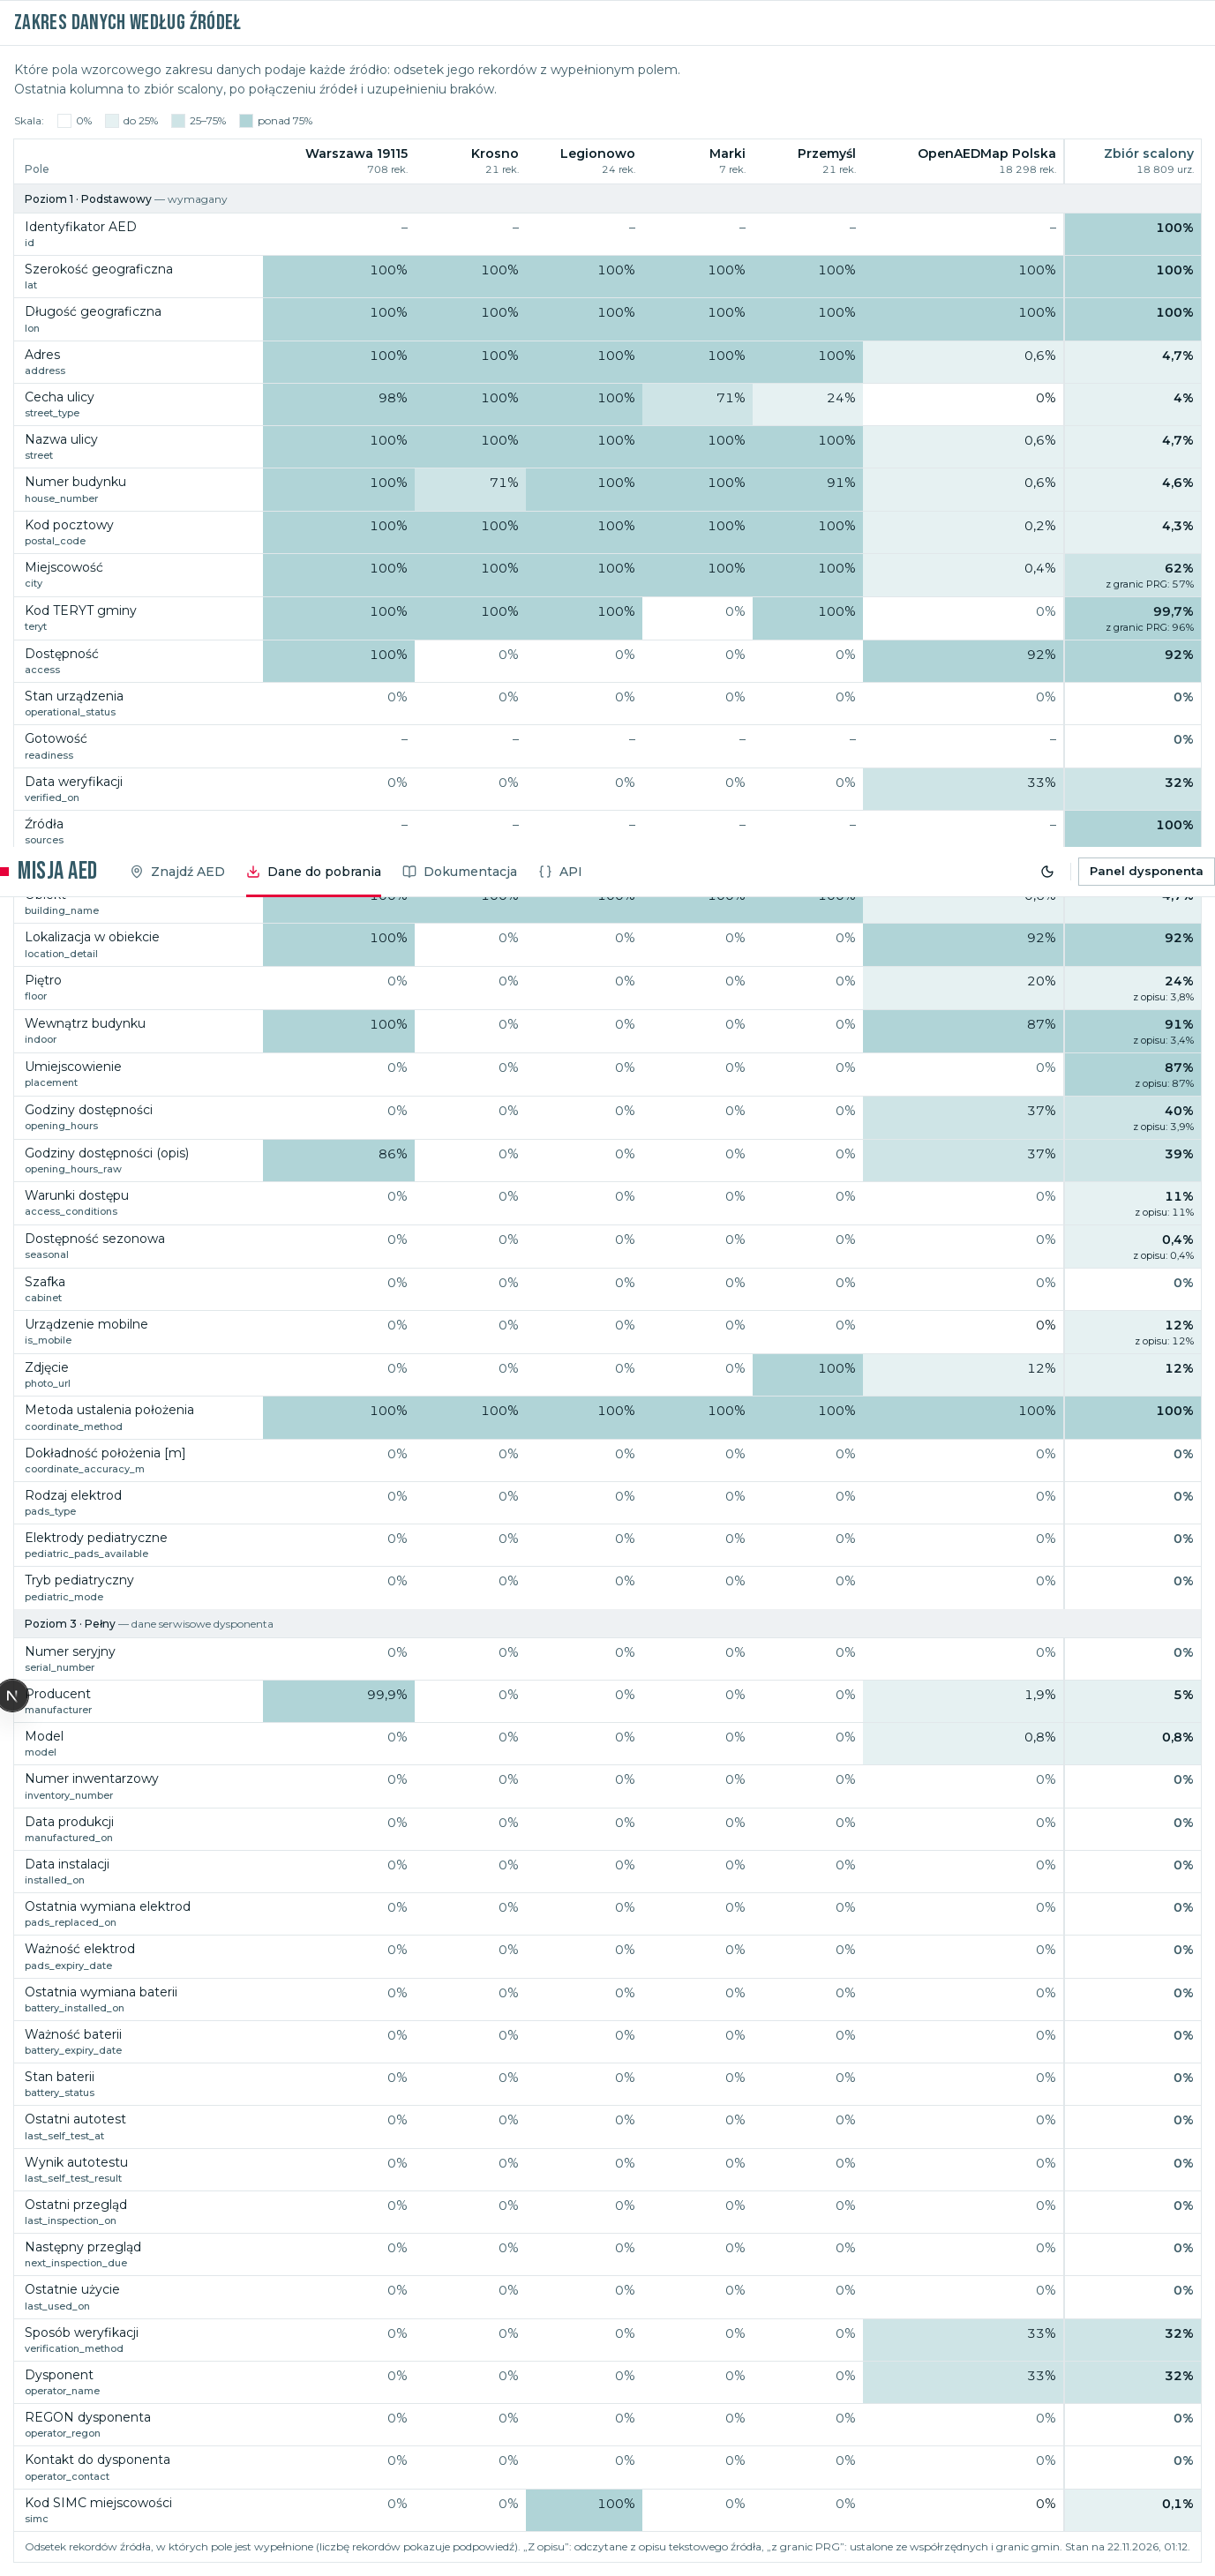 ZAKRES DANYCH WEDŁUG ŹRÓDEŁ
Które pola wzorcowego zakresu danych podaje każde źródło: odsetek jego rekordów z wypełnionym polem.
Ostatnia kolumna to zbiór scalony, po połączeniu źródeł i uzupełnieniu braków.
Skala: 0% do 25% 25–75% ponad 75%
Warszawa 19115 Krosno Legionowo Marki Przemyśl OpenAEDMap Polska Zbiór scalony
Pole 708 rek. 21 rek. 24 rek. 7 rek. 21 rek. 18 298 rek. 18 809 urz.
Poziom 1 · Podstawowy — wymagany
Identyfikator AED – – – – – – 100%
id
Szerokość geograficzna 100% 100% 100% 100% 100% 100% 100%
lat
Długość geograficzna 100% 100% 100% 100% 100% 100% 100%
lon
Adres 100% 100% 100% 100% 100% 0,6% 4,7%
address
Cecha ulicy 98% 100% 100% 71% 24% 0% 4%
street_type
Nazwa ulicy 100% 100% 100% 100% 100% 0,6% 4,7%
street
Numer budynku 100% 71% 100% 100% 91% 0,6% 4,6%
house_number
Kod pocztowy 100% 100% 100% 100% 100% 0,2% 4,3%
postal_code
Miejscowość 100% 100% 100% 100% 100% 0,4% 62%
city z granic PRG: 57%
Kod TERYT gminy 100% 100% 100% 0% 100% 0% 99,7%
teryt z granic PRG: 96%
Dostępność 100% 0% 0% 0% 0% 92% 92%
access
Stan urządzenia 0% 0% 0% 0% 0% 0% 0%
operational_status
Gotowość – – – – – – 0%
readiness
Data weryfikacji 0% 0% 0% 0% 0% 33% 32%
verified_on
Źródła – – – – – – 100%
sources
MISJA AED Znajdź AED Dane do pobrania Dokumentacja API Panel dysponenta
building_name
Lokalizacja w obiekcie 100% 0% 0% 0% 0% 92% 92%
location_detail
Piętro 0% 0% 0% 0% 0% 20% 24%
floor z opisu: 3,8%
Wewnątrz budynku 100% 0% 0% 0% 0% 87% 91%
indoor z opisu: 3,4%
Umiejscowienie 0% 0% 0% 0% 0% 0% 87%
placement z opisu: 87%
Godziny dostępności 0% 0% 0% 0% 0% 37% 40%
opening_hours z opisu: 3,9%
Godziny dostępności (opis) 86% 0% 0% 0% 0% 37% 39%
opening_hours_raw
Warunki dostępu 0% 0% 0% 0% 0% 0% 11%
access_conditions z opisu: 11%
Dostępność sezonowa 0% 0% 0% 0% 0% 0% 0,4%
seasonal z opisu: 0,4%
Szafka 0% 0% 0% 0% 0% 0% 0%
cabinet
Urządzenie mobilne 0% 0% 0% 0% 0% 0% 12%
is_mobile z opisu: 12%
Zdjęcie 0% 0% 0% 0% 100% 12% 12%
photo_url
Metoda ustalenia położenia 100% 100% 100% 100% 100% 100% 100%
coordinate_method
Dokładność położenia [m] 0% 0% 0% 0% 0% 0% 0%
coordinate_accuracy_m
Rodzaj elektrod 0% 0% 0% 0% 0% 0% 0%
pads_type
Elektrody pediatryczne 0% 0% 0% 0% 0% 0% 0%
pediatric_pads_available
Tryb pediatryczny 0% 0% 0% 0% 0% 0% 0%
pediatric_mode
Poziom 3 · Pełny — dane serwisowe dysponenta
Numer seryjny 0% 0% 0% 0% 0% 0% 0%
serial_number
N Producent 99,9% 0% 0% 0% 0% 1,9% 5%
manufacturer
Model 0% 0% 0% 0% 0% 0,8% 0,8%
model
Numer inwentarzowy 0% 0% 0% 0% 0% 0% 0%
inventory_number
Data produkcji 0% 0% 0% 0% 0% 0% 0%
manufactured_on
Data instalacji 0% 0% 0% 0% 0% 0% 0%
installed_on
Ostatnia wymiana elektrod 0% 0% 0% 0% 0% 0% 0%
pads_replaced_on
Ważność elektrod 0% 0% 0% 0% 0% 0% 0%
pads_expiry_date
Ostatnia wymiana baterii 0% 0% 0% 0% 0% 0% 0%
battery_installed_on
Ważność baterii 0% 0% 0% 0% 0% 0% 0%
battery_expiry_date
Stan baterii 0% 0% 0% 0% 0% 0% 0%
battery_status
Ostatni autotest 0% 0% 0% 0% 0% 0% 0%
last_self_test_at
Wynik autotestu 0% 0% 0% 0% 0% 0% 0%
last_self_test_result
Ostatni przegląd 0% 0% 0% 0% 0% 0% 0%
last_inspection_on
Następny przegląd 0% 0% 0% 0% 0% 0% 0%
next_inspection_due
Ostatnie użycie 0% 0% 0% 0% 0% 0% 0%
last_used_on
Sposób weryfikacji 0% 0% 0% 0% 0% 33% 32%
verification_method
Dysponent 0% 0% 0% 0% 0% 33% 32%
operator_name
REGON dysponenta 0% 0% 0% 0% 0% 0% 0%
operator_regon
Kontakt do dysponenta 0% 0% 0% 0% 0% 0% 0%
operator_contact
Kod SIMC miejscowości 0% 0% 100% 0% 0% 0% 0,1%
simc
Odsetek rekordów źródła, w których pole jest wypełnione (liczbę rekordów pokazuje podpowiedź). „Z opisu”: odczytane z opisu tekstowego źródła, „z granic PRG”: ustalone ze współrzędnych i granic gmin. Stan na 22.11.2026, 01:12.